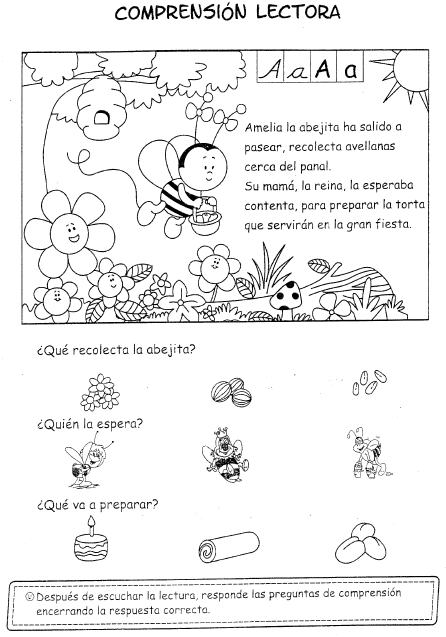 COMPRENSIÓN LECTORA
A a A a
Amelia la abejita ha salido a
pasear, recolecta avellanas
cerca del panal.
Su mamá, la reina, la esperaba
contenta, para preparar la torta
que servirán en la gran fiesta.
¿Qué recolecta la abejita?
¿Quién la espera?
¿Qué va a preparar?
Después de escuchar la lectura, responde las preguntas de comprensión
encerrando la respuesta correcta.